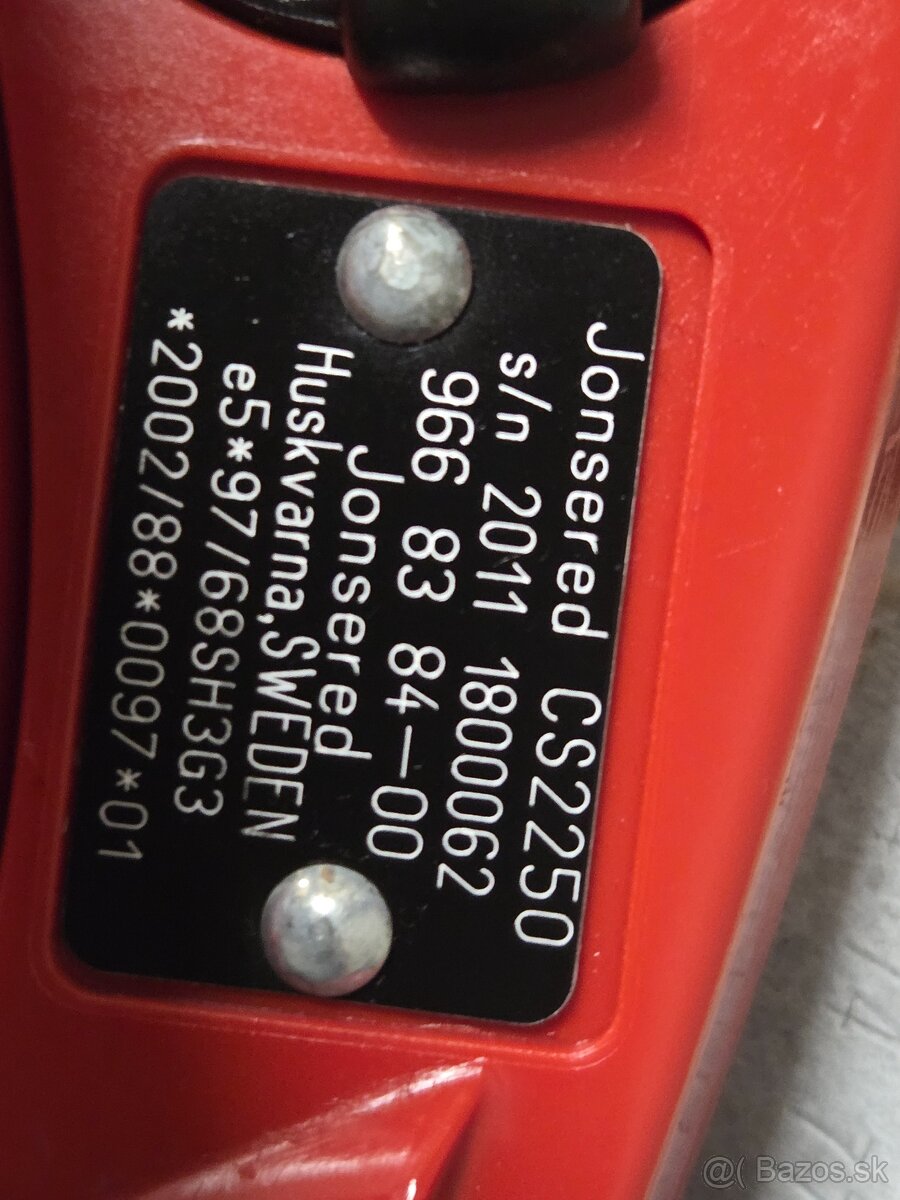 Jonsered CS2250
s/n 2011 1800062
966 83 84-00
Jonsered
Huskvarna,SWEDEN
e5*97/68SH3G3
*2002/88*0097*01
@( Bazos.sk